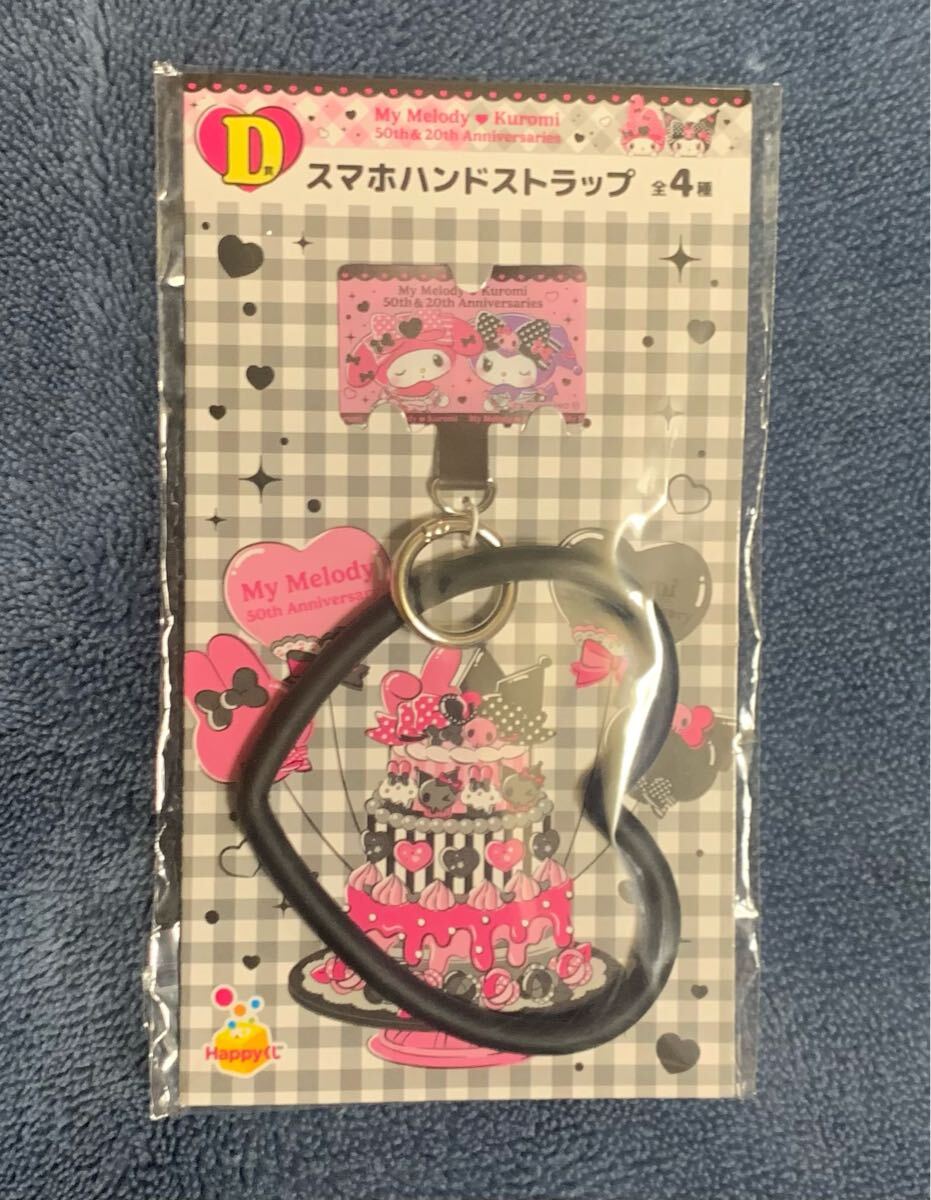 D賞
My Melody ♥ Kuromi
50th & 20th Anniversaries
スマホハンドストラップ 全4種
My Melody Kuromi
50th & 20th Anniversaries
My Melody
50th
Happyくじ